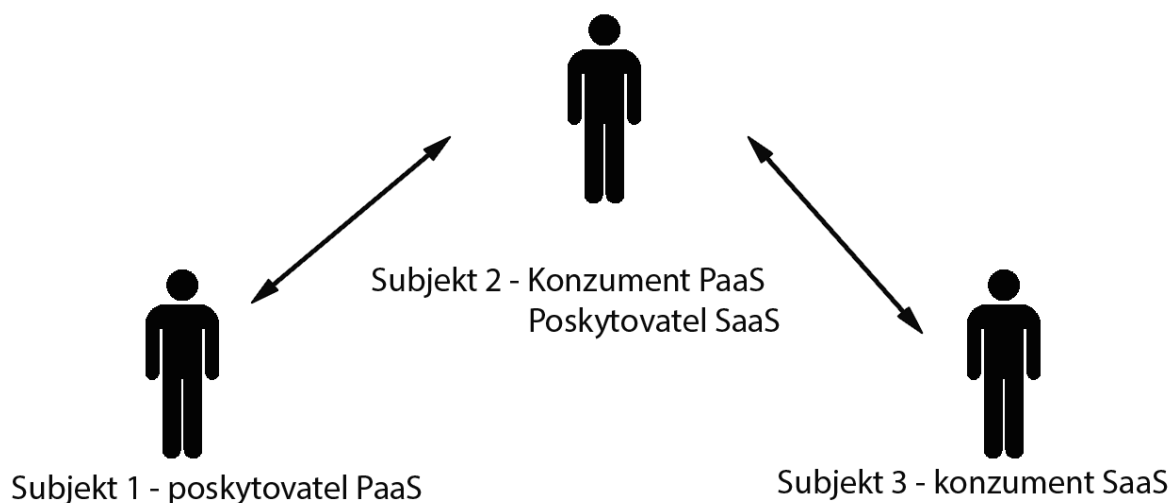 Subjekt 2 - Konzument PaaS
Poskytovatel SaaS
Subjekt 1 - poskytovatel PaaS
Subjekt 3 - konzument SaaS